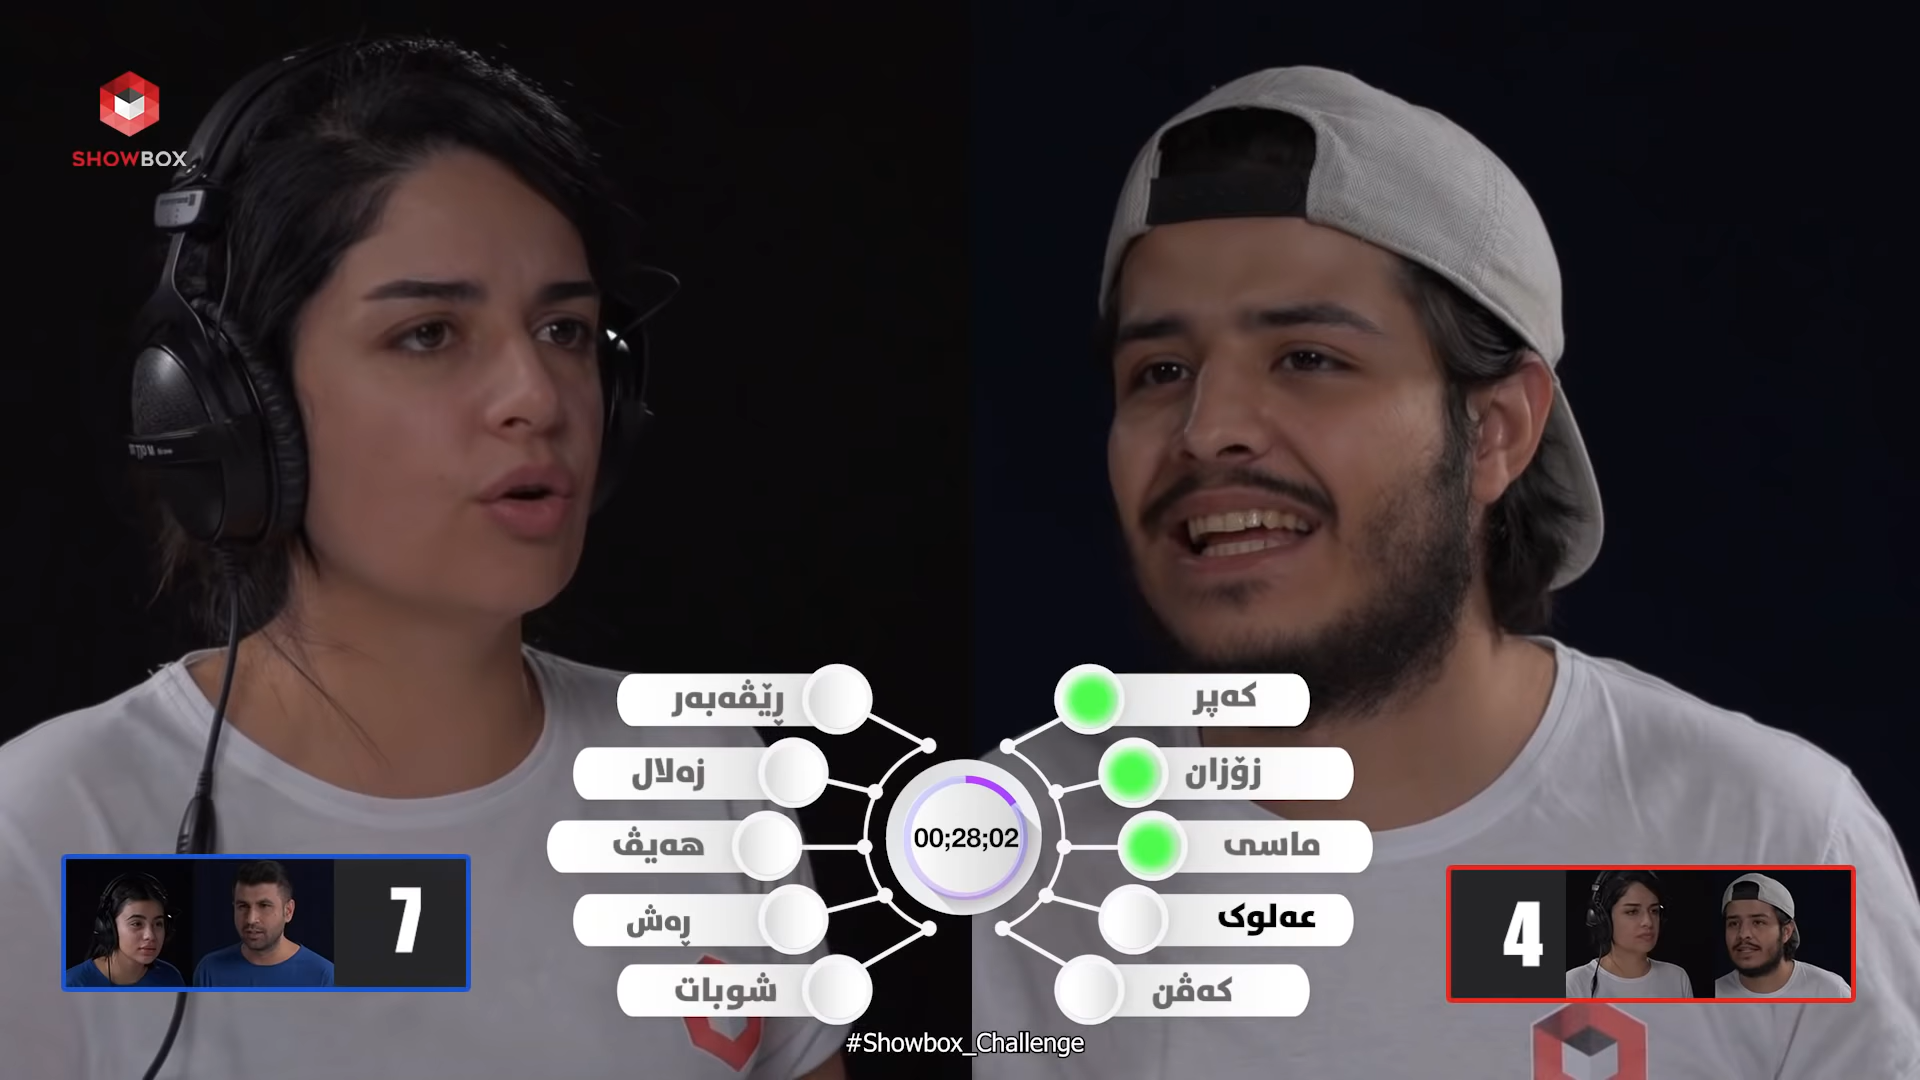 SHOWBOX
ڕێڤەبەر
کەپر
زەلال
زۆزان
هەیڤ
ماسی
00;28;02
ڕەش
عەلوک
شوبات
کەڤن
7
4
#Showbox_Challenge